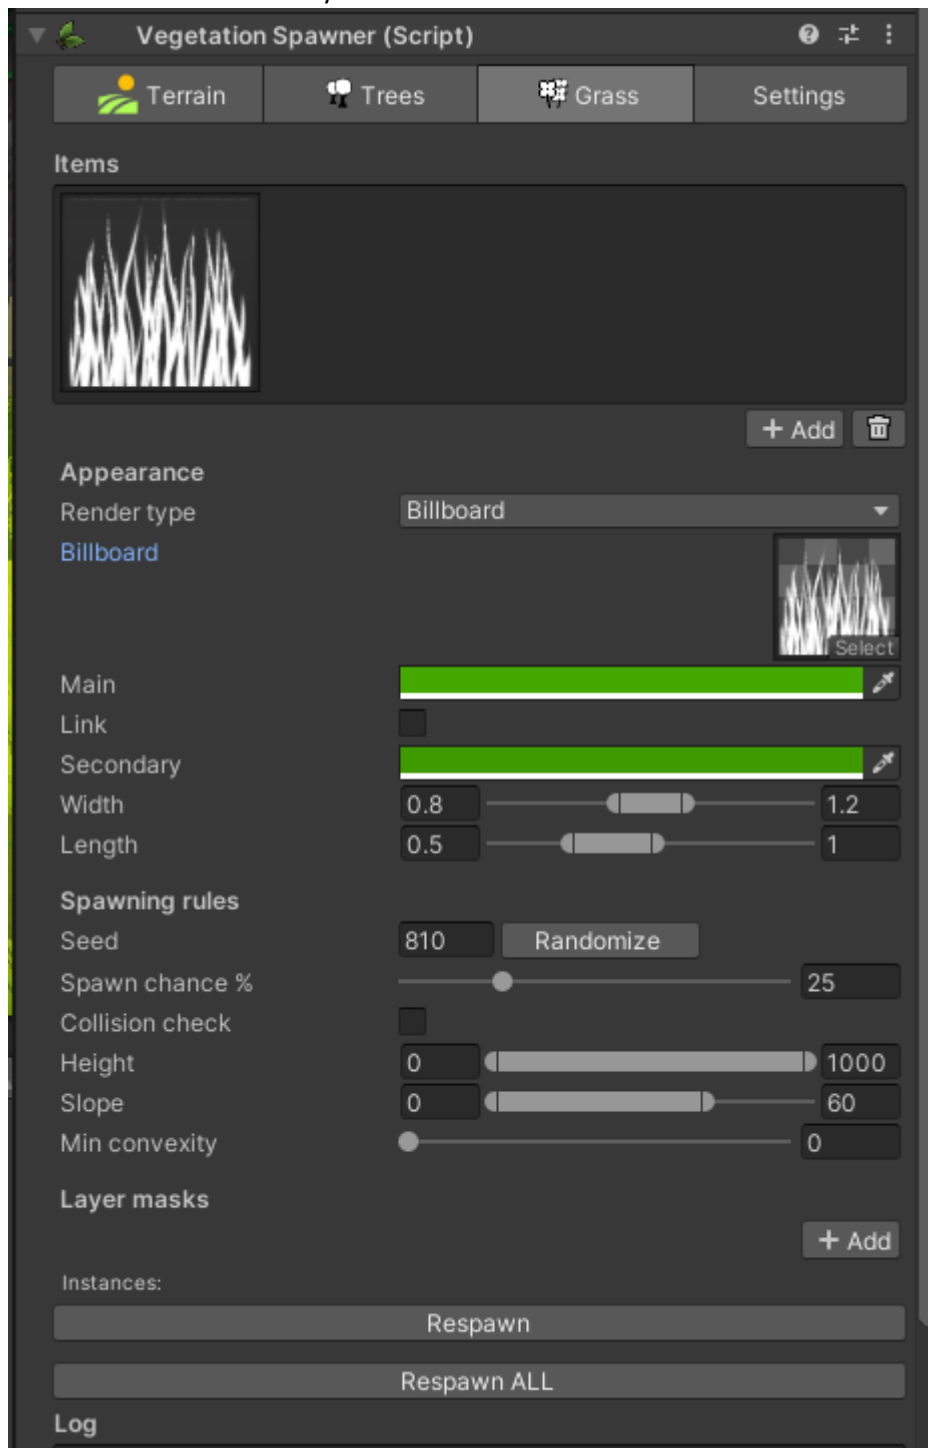 Vegetation Spawner (Script)
Terrain Trees Grass Settings
Items
+ Add
Appearance
Render type Billboard
Billboard
Select
Main
Link
Secondary
Width 0.8 1.2
Length 0.5 1
Spawning rules
Seed 810 Randomize
Spawn chance % 25
Collision check
Height 0 1000
Slope 0 60
Min convexity 0
Layer masks
+ Add
Instances:
Respawn
Respawn ALL
Log